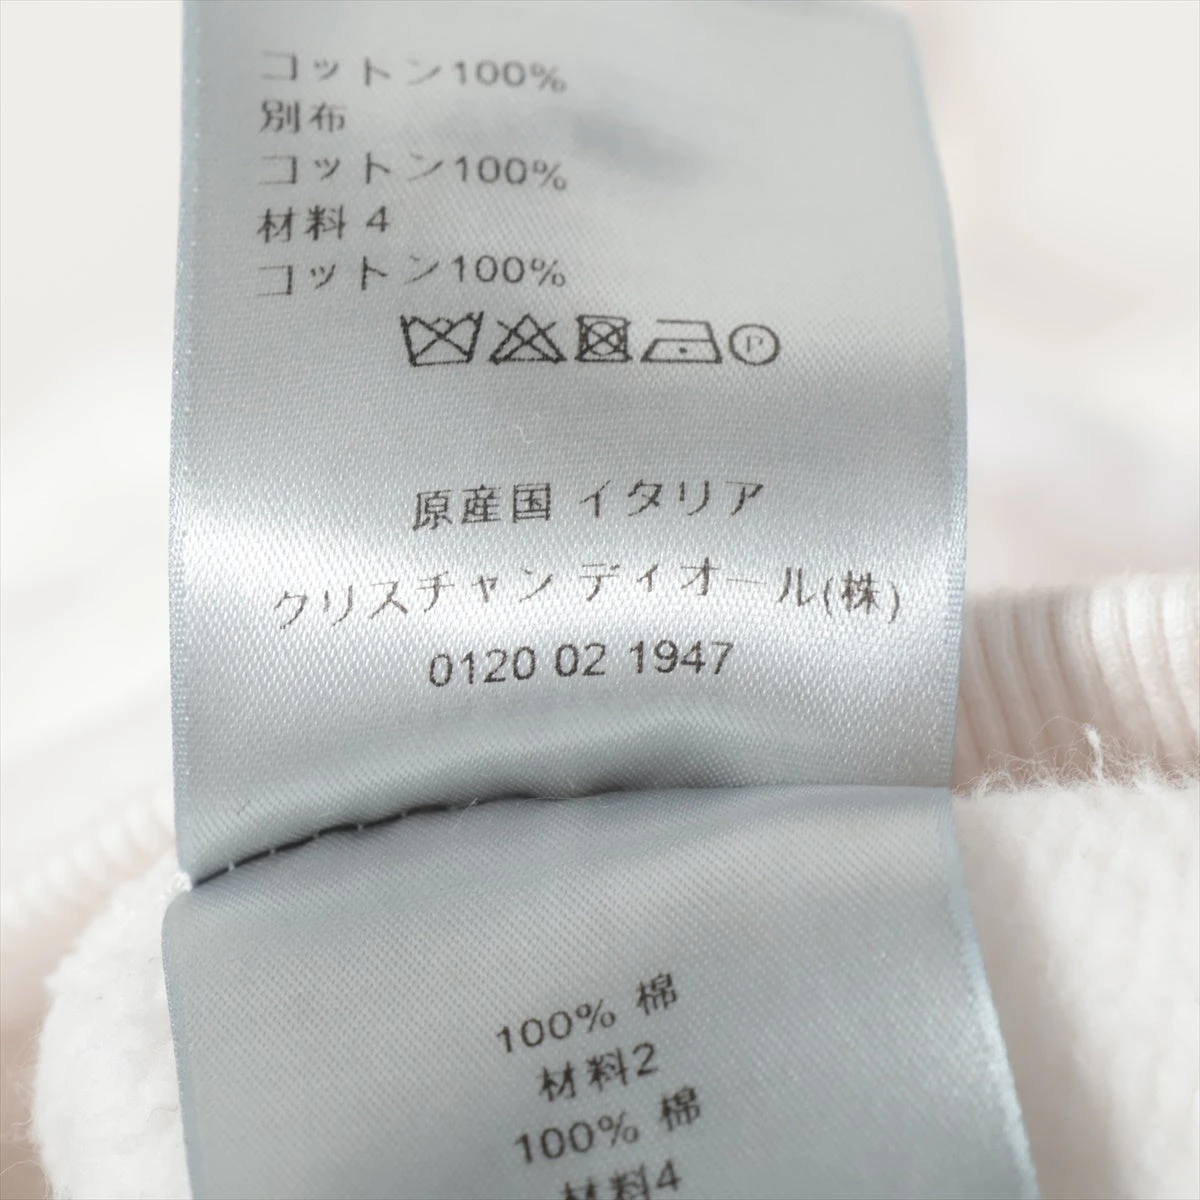 コットン100%
別布
コットン100%
材料 4
コットン100%
P
原産国 イタリア
クリスチャン ディオール(株)
0120 02 1947
100% 棉
材料2
100% 棉
材料4